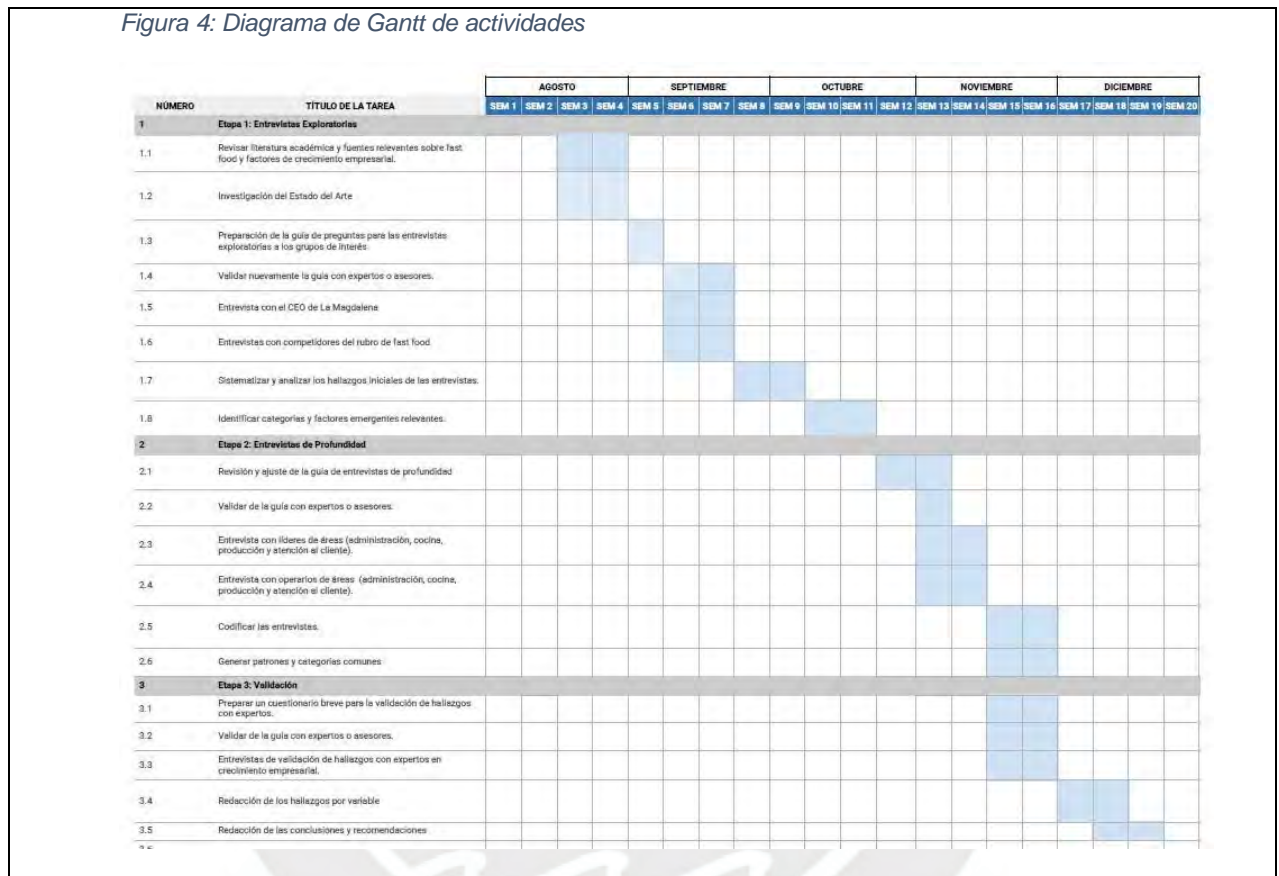 Figura 4: Diagrama de Gantt de actividades
AGOSTO SEPTIEMBRE OCTUBRE NOVIEMBRE DICIEMBRE
NÚMERO TÍTULO DE LA TAREA SEM 1 SEM 2 SEM 3 SEM 4 SEM 5 SEM 6 SEM 7 SEM 8 SEM 9 SEM 10 SEM 11 SEM 12 SEM 13 SEM 14 SEM 15 SEM 16 SEM 17 SEM 18 SEM 19 SEM 20
1 Etapa 1: Entrevistas Exploratorias
1.1 Revisar literatura académica y fuentes relevantes sobre fast
food y factores de crecimiento empresarial.
1.2 Investigación del Estado del Arte
1.3 Preparación de la guía de preguntas para las entrevistas
exploratorias a los grupos de interés
1.4 Validar nuevamente la guía con expertos o asesores.
1.5 Entrevista con el CEO de La Magdalena
1.6 Entrevistas con competidores del rubro de fast food
1.7 Sistematizar y analizar los hallazgos iniciales de las entrevistas.
1.8 Identificar categorías y factores emergentes relevantes.
2 Etapa 2: Entrevistas de Profundidad
2.1 Revisión y ajuste de la guía de entrevistas de profundidad
2.2 Validar de la guía con expertos o asesores.
2.3 Entrevista con líderes de áreas (administración, cocina,
producción y atención al cliente).
2.4 Entrevista con operarios de áreas (administración, cocina,
producción y atención al cliente).
2.5 Codificar las entrevistas.
2.6 Generar patrones y categorías comunes
3 Etapa 3: Validación
3.1 Preparar un cuestionario breve para la validación de hallazgos
con expertos.
3.2 Validar de la guía con expertos o asesores.
3.3 Entrevistas de validación de hallazgos con expertos en
crecimiento empresarial.
3.4 Redacción de los hallazgos por variable
3.5 Redacción de las conclusiones y recomendaciones